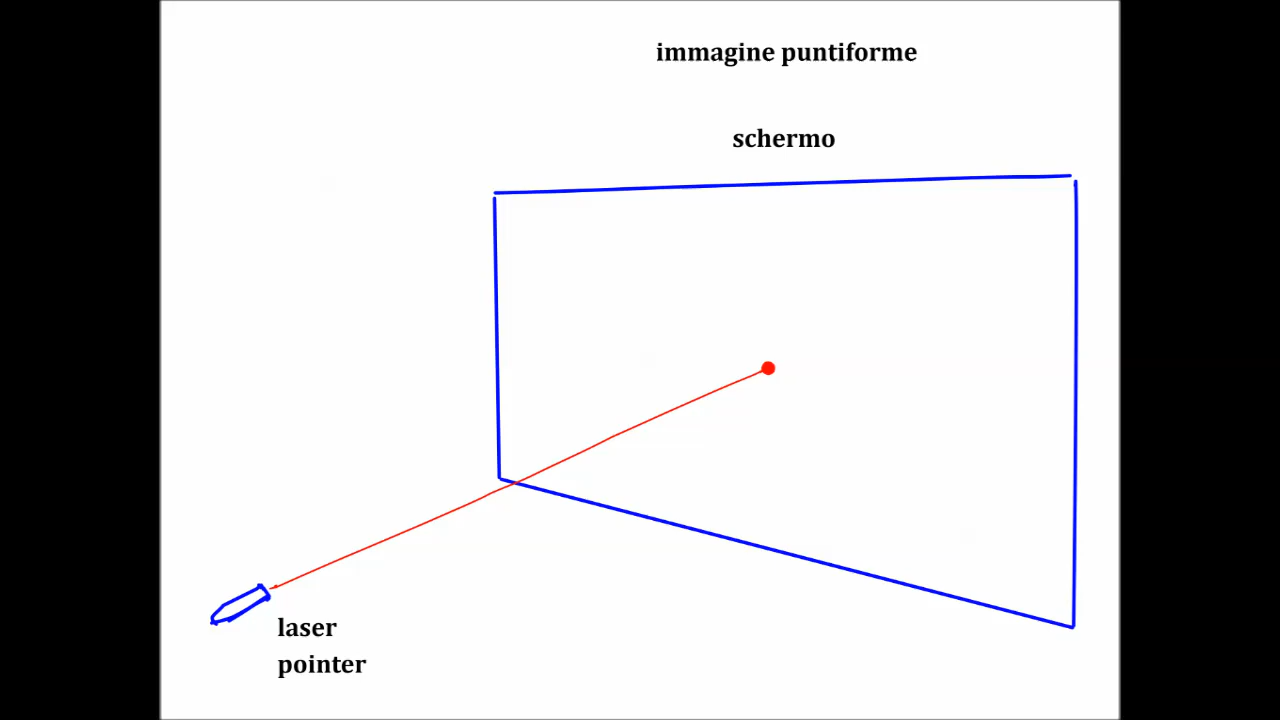 immagine puntiforme
schermo
laser
pointer